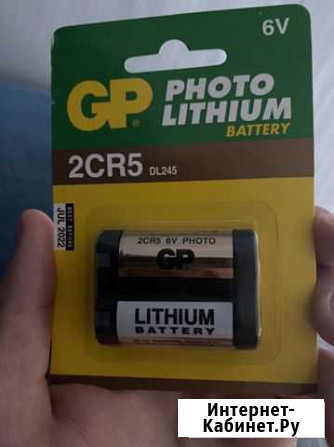 6V
GP PHOTO
LITHIUM
BATTERY
2CR5 DL245
BEST BEFORE
JUL 2022
2CR5 6V PHOTO
GP
LITHIUM
BATTERY
Интернет-
Кабинет.Ру